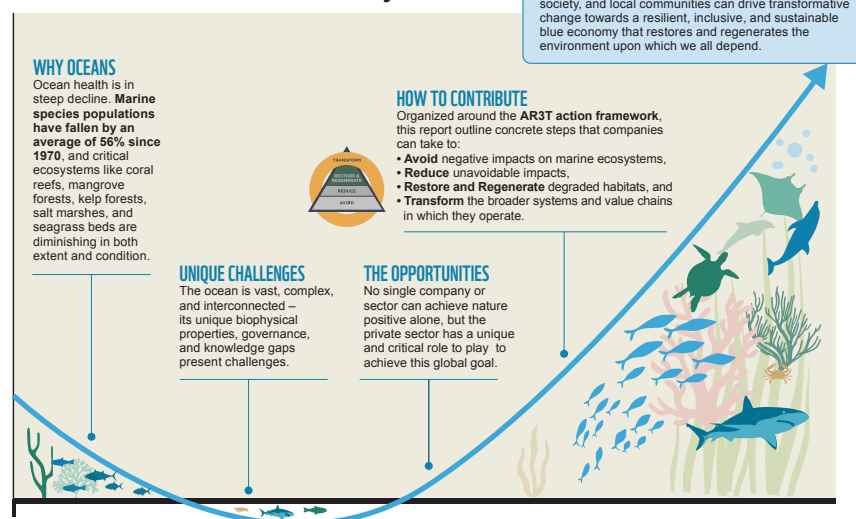 society, and local communities can drive transformative
change towards a resilient, inclusive, and sustainable
blue economy that restores and regenerates the
environment upon which we all depend.
WHY OCEANS
Ocean health is in
steep decline. Marine
species populations
have fallen by an
average of 56% since
1970, and critical
ecosystems like coral
reefs, mangrove
forests, kelp forests,
salt marshes, and
seagrass beds are
diminishing in both
extent and condition.
UNIQUE CHALLENGES
The ocean is vast, complex,
and interconnected –
its unique biophysical
properties, governance,
and knowledge gaps
present challenges.
THE OPPORTUNITIES
No single company or
sector can achieve nature
positive alone, but the
private sector has a unique
and critical role to play to
achieve this global goal.
HOW TO CONTRIBUTE
Organized around the AR3T action framework,
this report outline concrete steps that companies
can take to:
• Avoid negative impacts on marine ecosystems,
• Reduce unavoidable impacts,
• Restore and Regenerate degraded habitats, and
• Transform the broader systems and value chains
in which they operate.
TRANSFORM
RESTORE &
REGENERATE
REDUCE
AVOID